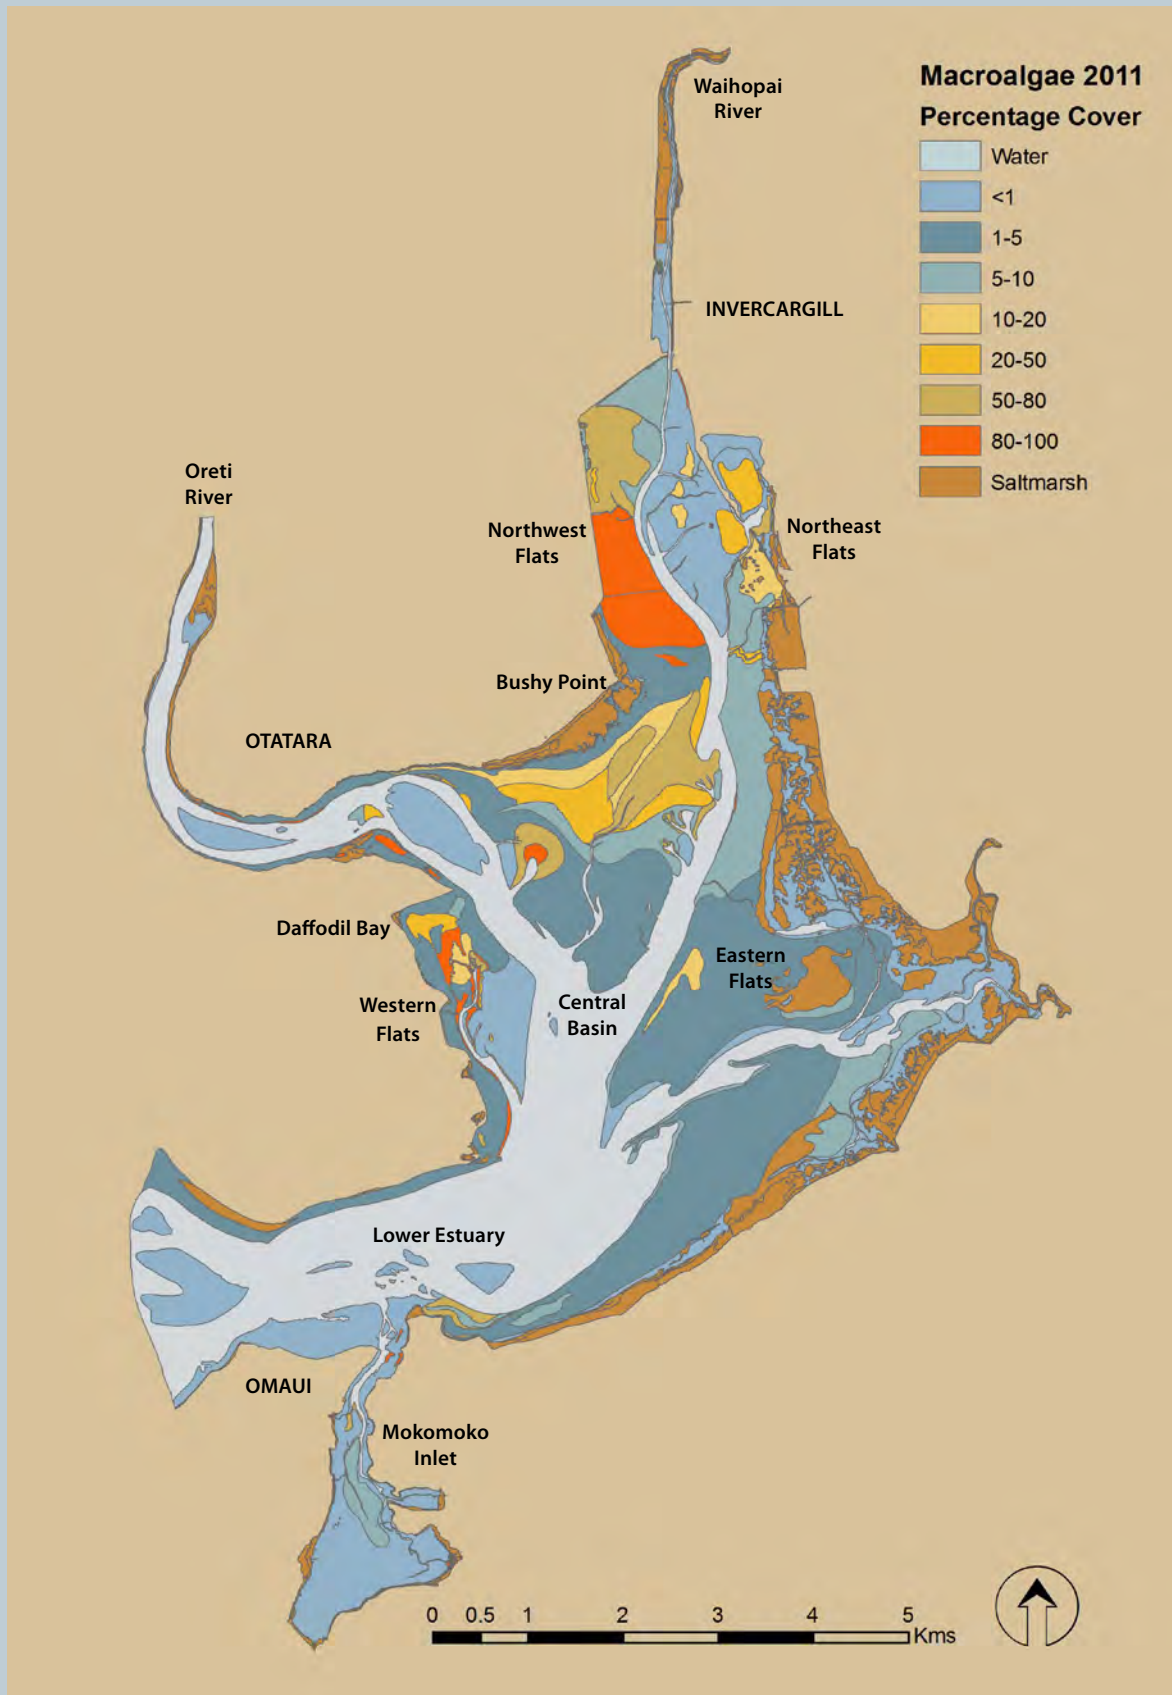 Macroalgae 2011
Percentage Cover
Water
<1
1-5
5-10
10-20
20-50
50-80
80-100
Saltmarsh
Waihopai
River
INVERCARGILL
Oreti
River
Northwest
Flats
Northeast
Flats
Bushy Point
OTATARA
Daffodil Bay
Western
Flats
Central
Basin
Eastern
Flats
Lower Estuary
OMAUI
Mokomoko
Inlet
0 0.5 1 2 3 4 5
Kms